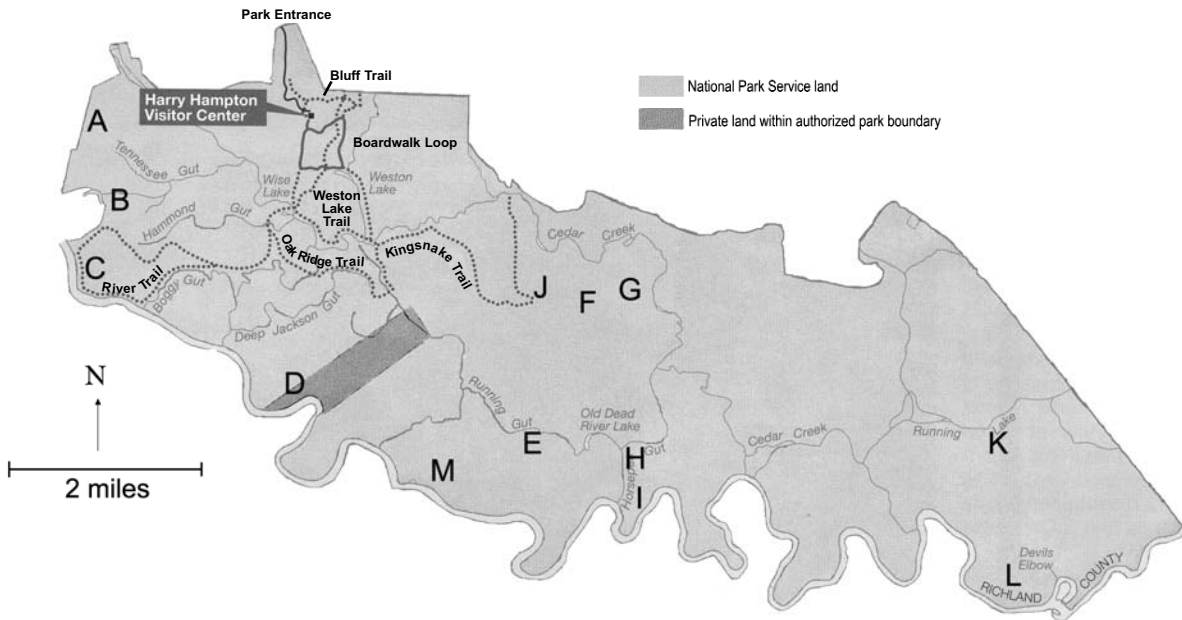 Park Entrance
Bluff Trail
Harry Hampton
Visitor Center
National Park Service land
Private land within authorized park boundary
A
Boardwalk Loop
Tennessee Gut
Wise
Lake
Weston
Lake
B
Weston
Lake
Trail
Hammond Gut
Cedar Creek
Oak Ridge Trail
Kingsnake Trail
C
River Trail
Boggy Gut
J
F
G
Deep Jackson Gut
N
D
Running
Gut
Old Dead
River Lake
2 miles
M
E
H
Horsepen Gut
I
Cedar Creek
Running Lake
K
Devils
Elbow
L
RICHLAND COUNTY